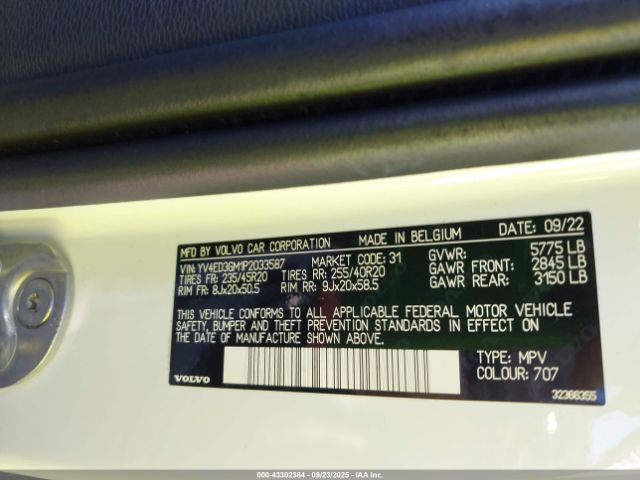 MFD BY VOLVO CAR CORPORATION MADE IN BELGIUM DATE: 09/22
VIN: YV4ED3GM1P2033587 MARKET CODE: 31 GVWR: 5775 LB
TIRES FR: 235/45R20 TIRES RR: 255/40R20 GAWR FRONT: 2845 LB
RIM FR: 8Jx20x50.5 RIM RR: 9Jx20x58.5 GAWR REAR: 3150 LB
THIS VEHICLE CONFORMS TO ALL APPLICABLE FEDERAL MOTOR VEHICLE
SAFETY, BUMPER AND THEFT PREVENTION STANDARDS IN EFFECT ON
THE DATE OF MANUFACTURE SHOWN ABOVE.
TYPE: MPV
COLOUR: 707
VOLVO
32366355
000-43302384 | 09/23/2025 | IAA Inc.